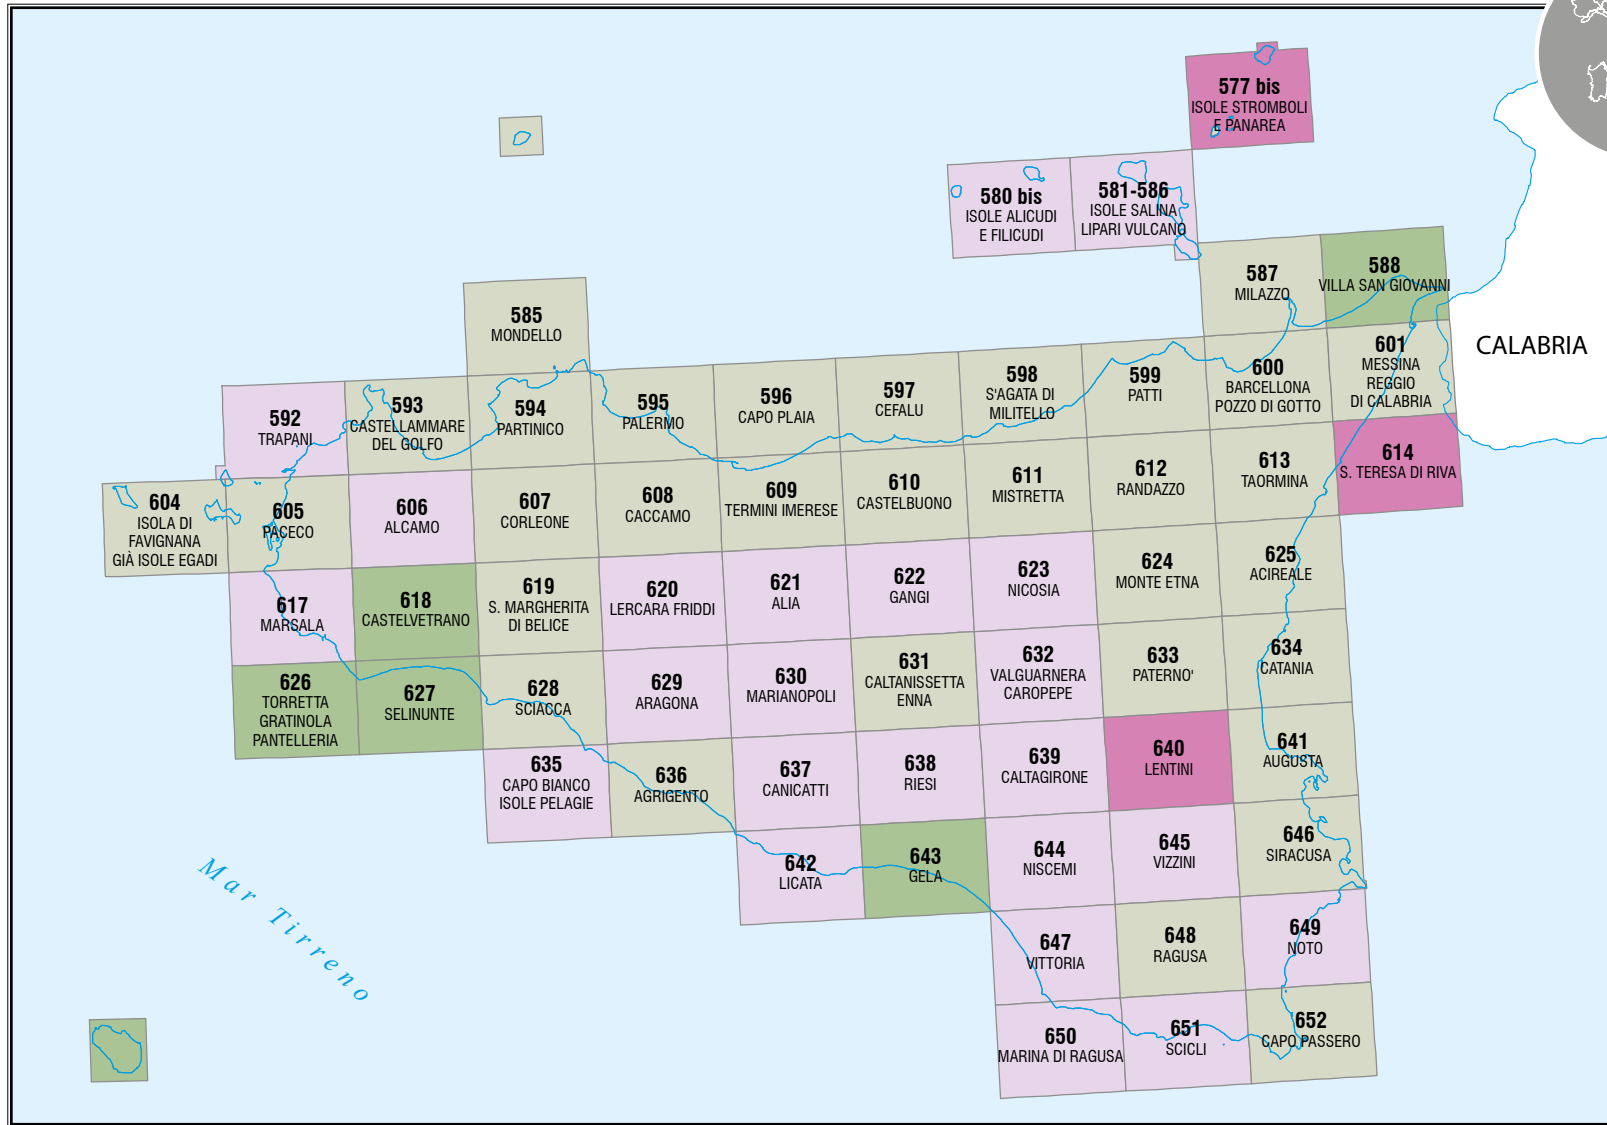 577 bis
ISOLE STROMBOLI
E PANAREA
580 bis
ISOLE ALICUDI
E FILICUDI
581-586
ISOLE SALINA
LIPARI VULCANO
587
MILAZZO
588
VILLA SAN GIOVANNI
585
MONDELLO
CALABRIA
592
TRAPANI
593
CASTELLAMMARE
DEL GOLFO
594
PARTINICO
595
PALERMO
596
CAPO PLAIA
597
CEFALU
598
S'AGATA DI
MILITELLO
599
PATTI
600
BARCELLONA
POZZO DI GOTTO
601
MESSINA
REGGIO
DI CALABRIA
604
ISOLA DI
FAVIGNANA
GIÀ ISOLE EGADI
605
PACECO
606
ALCAMO
607
CORLEONE
608
CACCAMO
609
TERMINI IMERESE
610
CASTELBUONO
611
MISTRETTA
612
RANDAZZO
613
TAORMINA
614
S. TERESA DI RIVA
617
MARSALA
618
CASTELVETRANO
619
S. MARGHERITA
DI BELICE
620
LERCARA FRIDDI
621
ALIA
622
GANGI
623
NICOSIA
624
MONTE ETNA
625
ACIREALE
626
TORRETTA
GRATINOLA
PANTELLERIA
627
SELINUNTE
628
SCIACCA
629
ARAGONA
630
MARIANOPOLI
631
CALTANISSETTA
ENNA
632
VALGUARNERA
CAROPEPE
633
PATERNO'
634
CATANIA
635
CAPO BIANCO
ISOLE PELAGIE
636
AGRIGENTO
637
CANICATTI
638
RIESI
639
CALTAGIRONE
640
LENTINI
641
AUGUSTA
642
LICATA
643
GELA
644
NISCEMI
645
VIZZINI
646
SIRACUSA
647
VITTORIA
648
RAGUSA
649
NOTO
650
MARINA DI RAGUSA
651
SCICLI
652
CAPO PASSERO
Mar Tirreno